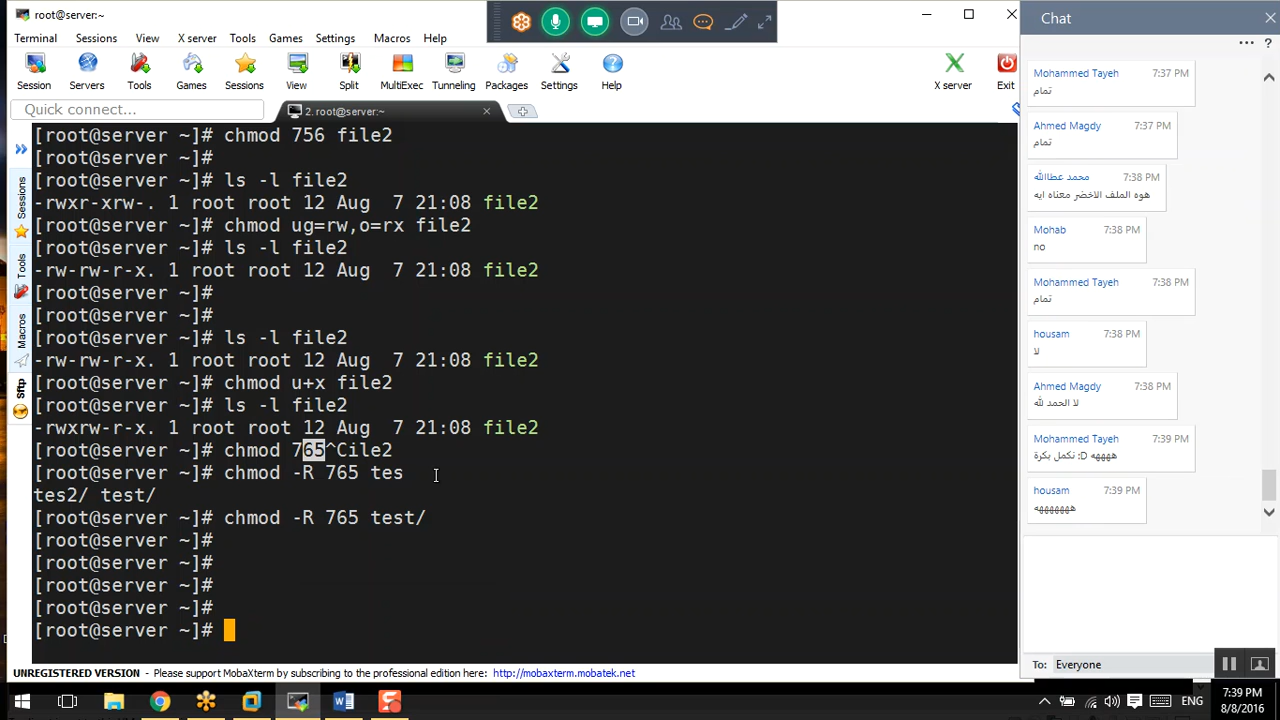 root@server:~
Terminal Sessions View X server Tools Games Settings Macros Help
Session Servers Tools Games Sessions View Split MultiExec Tunneling Packages Settings Help X server Exit
Quick connect...
2. root@server:~
Sessions
Tools
Macros
Sftp
[root@server ~]# chmod 756 file2
[root@server ~]#
[root@server ~]# ls -l file2
-rwxr-xrw-. 1 root root 12 Aug  7 21:08 file2
[root@server ~]# chmod ug=rw,o=rx file2
[root@server ~]# ls -l file2
-rw-rw-r-x. 1 root root 12 Aug  7 21:08 file2
[root@server ~]#
[root@server ~]#
[root@server ~]# ls -l file2
-rw-rw-r-x. 1 root root 12 Aug  7 21:08 file2
[root@server ~]# chmod u+x file2
[root@server ~]# ls -l file2
-rwxrw-r-x. 1 root root 12 Aug  7 21:08 file2
[root@server ~]# chmod 765^Cile2
[root@server ~]# chmod -R 765 tes
tes2/ test/
[root@server ~]# chmod -R 765 test/
[root@server ~]#
[root@server ~]#
[root@server ~]#
[root@server ~]#
[root@server ~]#
UNREGISTERED VERSION - Please support MobaXterm by subscribing to the professional edition here: http://mobaxterm.mobatek.net
Chat
Mohammed Tayeh 7:37 PM
تمام
Ahmed Magdy 7:37 PM
تمام
محمد عطاالله 7:38 PM
هوه الملف الاخضر معناه ايه
Mohab 7:38 PM
no
Mohammed Tayeh 7:38 PM
تمام
housam 7:38 PM
لا
Ahmed Magdy 7:38 PM
لا الحمد لله
Mohammed Tayeh 7:39 PM
ههههه D: نكمل بكرة
housam 7:39 PM
ههههههههه
To: Everyone
ENG
7:39 PM
8/8/2016